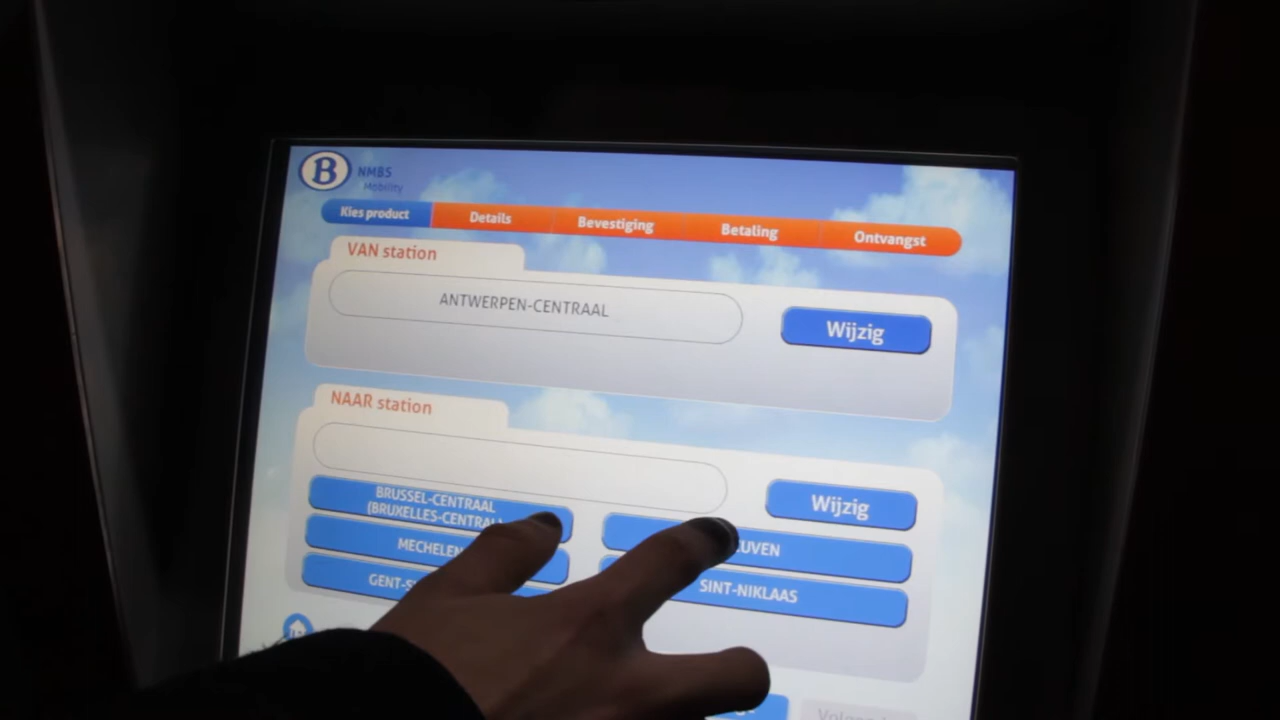 B
NMBS
Mobility
Kies product
Details
Bevestiging
Betaling
Ontvangst
VAN station
ANTWERPEN-CENTRAAL
Wijzig
NAAR station
Wijzig
BRUSSEL-CENTRAAL
(BRUXELLES-CENTRAL)
MECHELEN
SINT-NIKLAAS